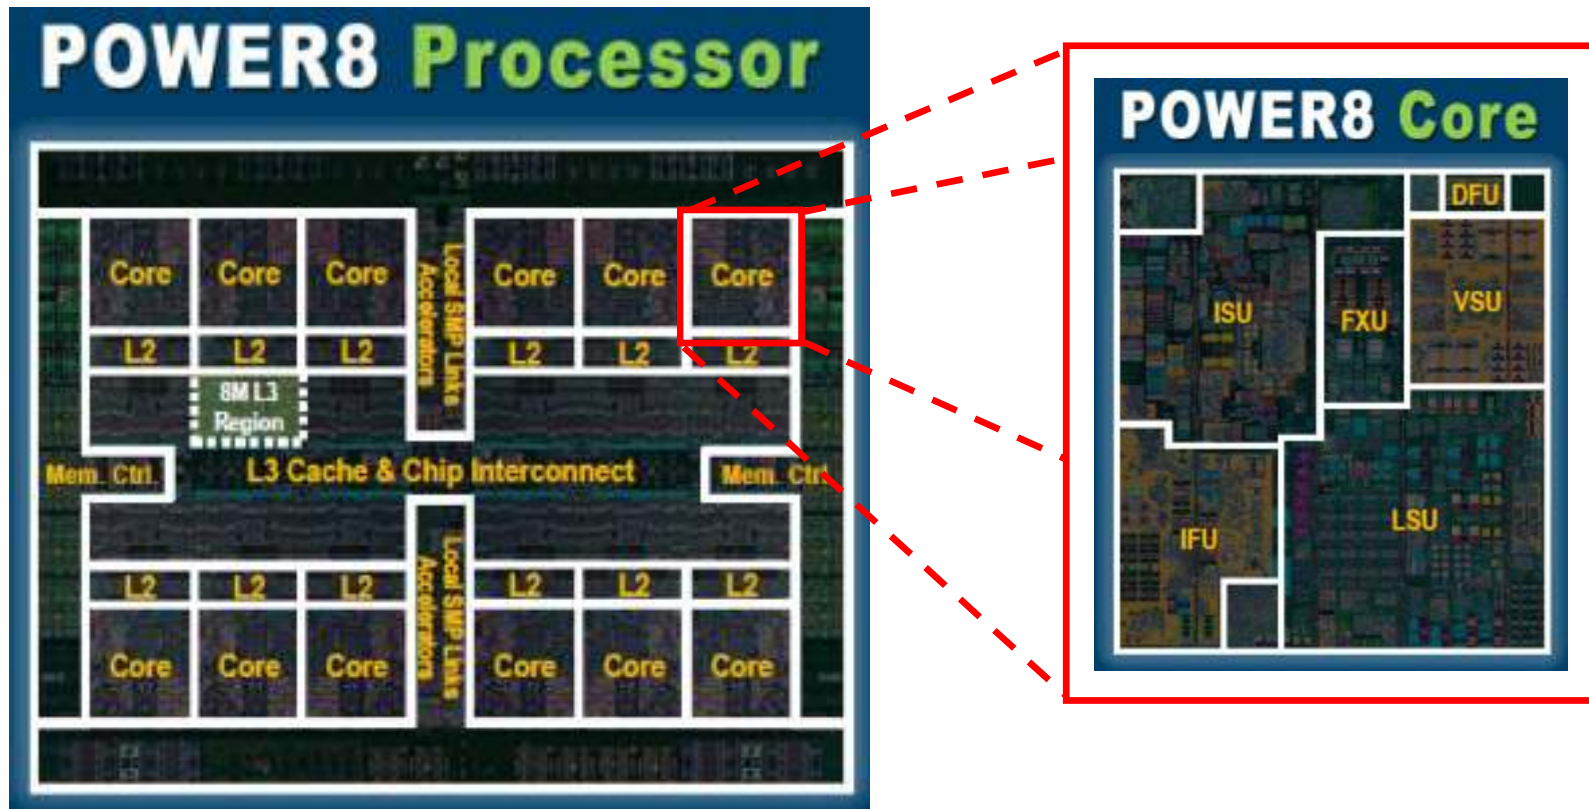 POWER8 Processor
Core Core Core Core Core Core
L2 L2 L2 L2 L2 L2
Local SMP Links
Accelerators
8M L3
Region
Mem. Ctrl.
L3 Cache & Chip Interconnect
Mem. Ctrl.
L2 L2 L2 L2 L2 L2
Local SMP Links
Accelerators
Core Core Core Core Core Core
POWER8 Core
DFU
ISU
FXU
VSU
IFU
LSU